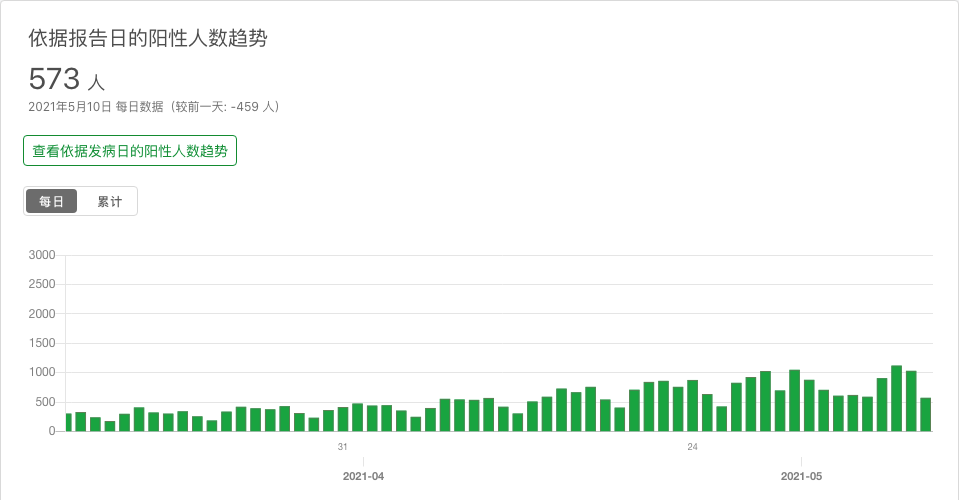 依据报告日的阳性人数趋势
573 人
2021年5月10日 每日数据（较前一天: -459 人）
查看依据发病日的阳性人数趋势
每日 累计
3000
2500
2000
1500
1000
500
0
31 24
2021-04 2021-05